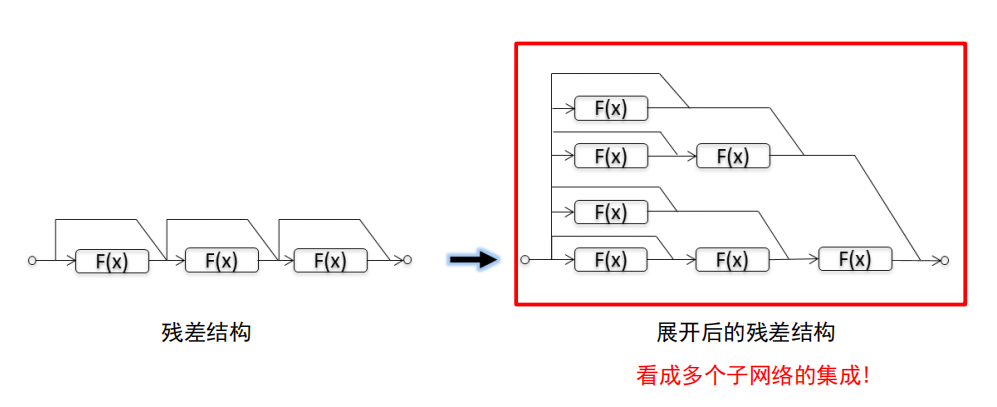 F(x)
F(x) F(x)
F(x)
F(x) F(x) F(x)
F(x) F(x) F(x)
残差结构
展开后的残差结构
看成多个子网络的集成！